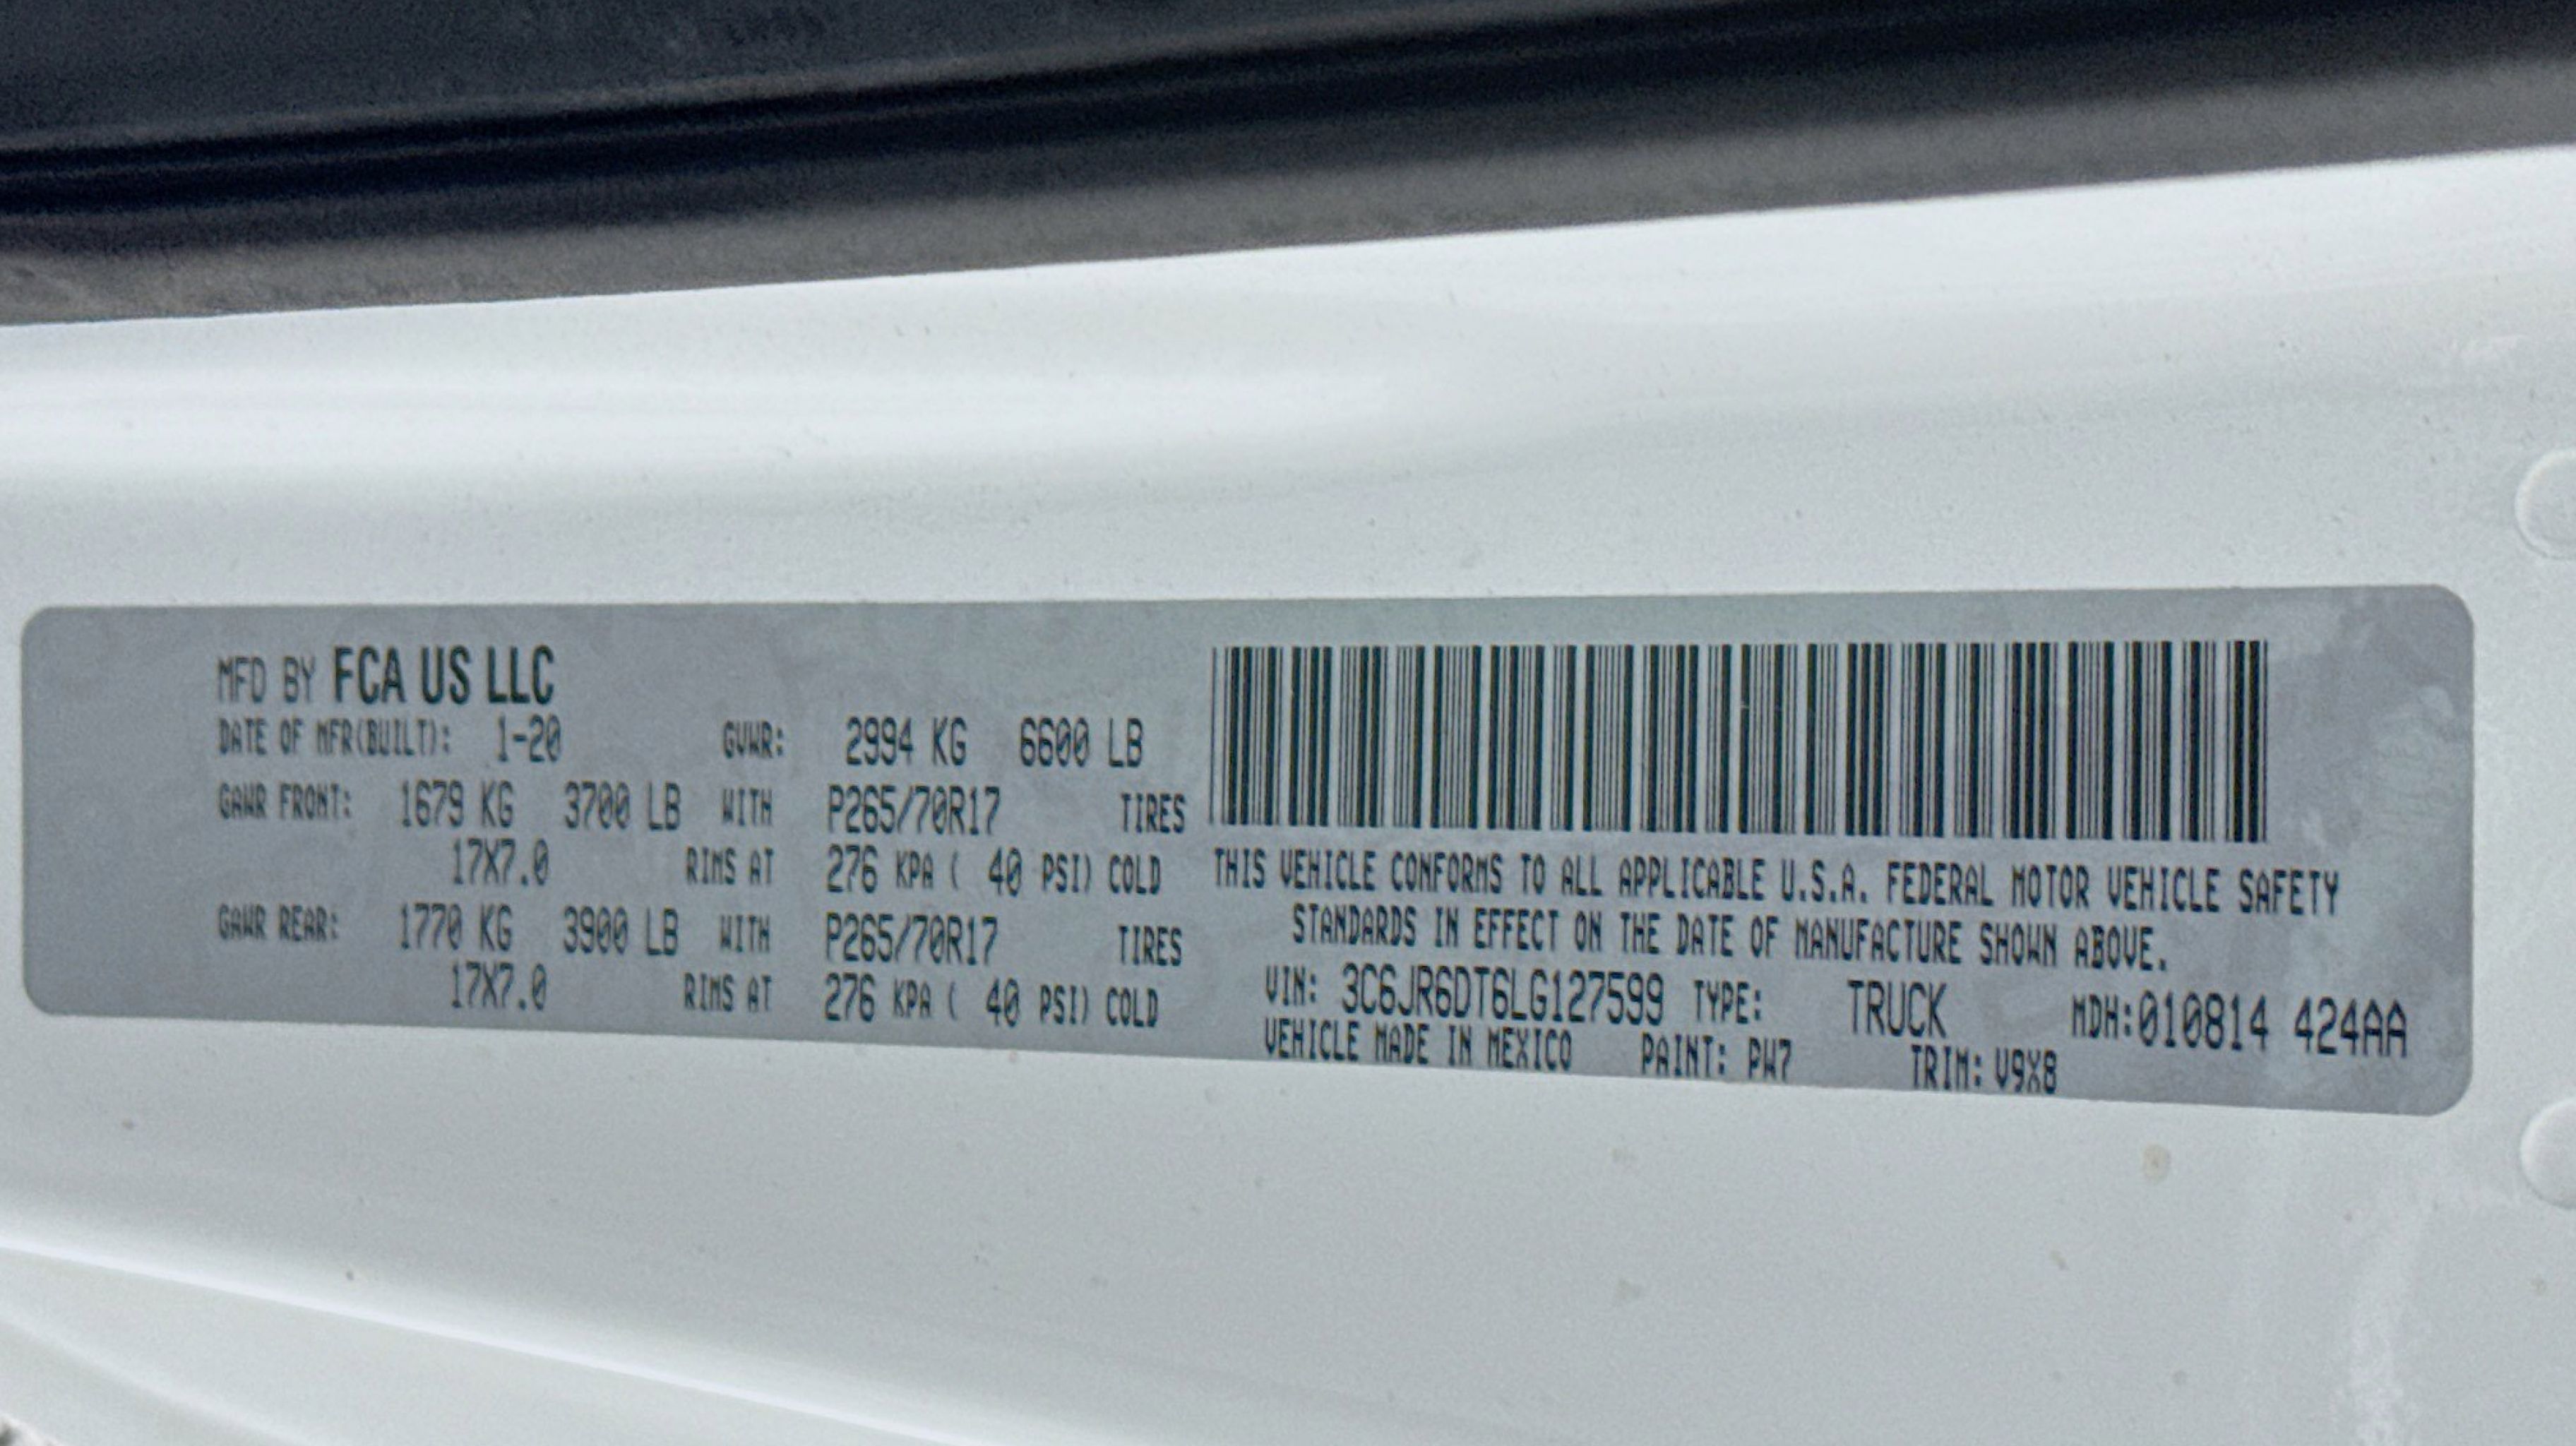 MFD BY FCA US LLC
DATE OF MFR(BUILT): 1-20 GVWR: 2994 KG 6600 LB
GAWR FRONT: 1679 KG 3700 LB WITH P265/70R17 TIRES
17X7.0 RIMS AT 276 KPA ( 40 PSI) COLD
GAWR REAR: 1770 KG 3900 LB WITH P265/70R17 TIRES
17X7.0 RIMS AT 276 KPA ( 40 PSI) COLD
THIS VEHICLE CONFORMS TO ALL APPLICABLE U.S.A. FEDERAL MOTOR VEHICLE SAFETY
STANDARDS IN EFFECT ON THE DATE OF MANUFACTURE SHOWN ABOVE.
VIN: 3C6JR6DT6LG127599 TYPE: TRUCK MDH:010814 424AA
VEHICLE MADE IN MEXICO PAINT: PW7 TRIM: V9X8